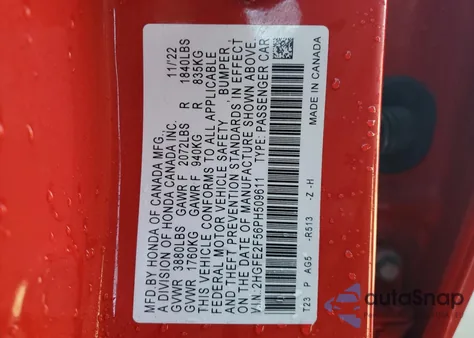 MFD.BY HONDA OF CANADA MFG., 11/22
A DIVISION OF HONDA CANADA INC.
GVWR 3880LBS GAWR F 2072LBS R 1840LBS
GVWR 1760KG GAWR F 940KG R 835KG
THIS VEHICLE CONFORMS TO ALL APPLICABLE
FEDERAL MOTOR VEHICLE SAFETY, BUMPER,
AND THEFT PREVENTION STANDARDS, IN EFFECT
ON THE DATE OF MANUFACTURE SHOWN ABOVE.
V.I.N.:2HGFE2F56PH509611 TYPE: PASSENGER CAR
T23 P AG5 -R513 -Z -H MADE IN CANADA
autoSnap